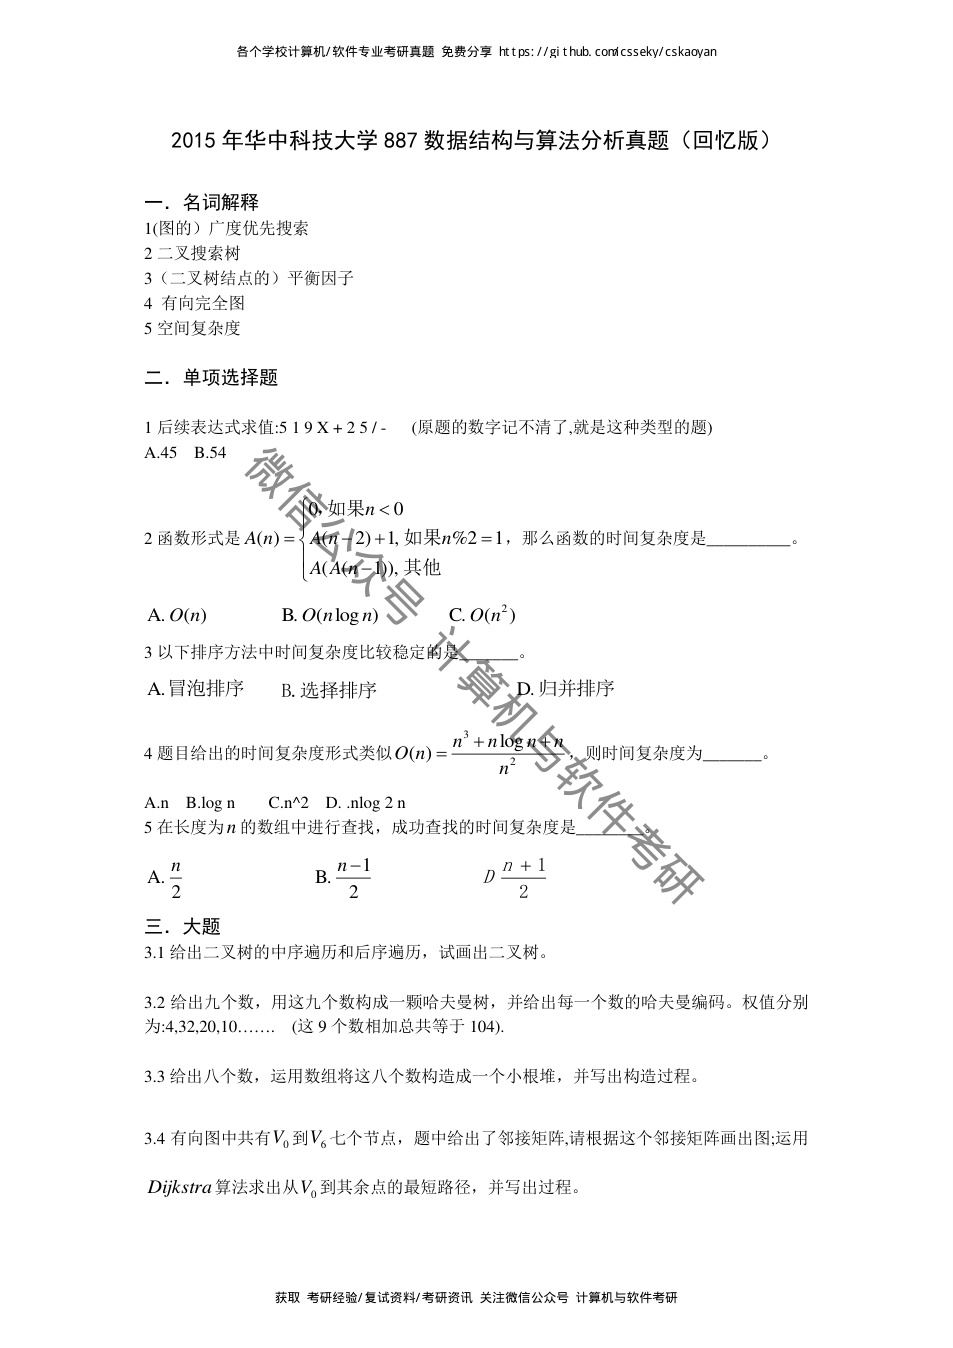 各个学校计算机/软件专业考研真题 免费分享 https://github.com/csseky/cskaoyan
2015 年华中科技大学 887 数据结构与算法分析真题（回忆版）
一．名词解释
1(图的）广度优先搜索
2 二叉搜索树
3（二叉树结点的）平衡因子
4 有向完全图
5 空间复杂度
二．单项选择题
1 后续表达式求值:5 1 9 X + 2 5 / - (原题的数字记不清了,就是这种类型的题)
A.45 B.54
0，如果n < 0
2 函数形式是 A(n) = { A(n − 2) + 1, 如果n%2 = 1，那么函数的时间复杂度是__________。
A(A(n − 1)), 其他
A. O(n) B. O(n log n) C. O(n²)
3 以下排序方法中时间复杂度比较稳定的是_______。
A. 冒泡排序 B. 选择排序 D. 归并排序
4 题目给出的时间复杂度形式类似 O(n) = (n³ + n log n + n) / n² ，则时间复杂度为_______。
A.n B.log n C.n^2 D. .nlog 2 n
5 在长度为 n 的数组中进行查找，成功查找的时间复杂度是________。
A. n/2 B. (n − 1)/2 D (n + 1)/2
三．大题
3.1 给出二叉树的中序遍历和后序遍历，试画出二叉树。
3.2 给出九个数，用这九个数构成一颗哈夫曼树，并给出每一个数的哈夫曼编码。权值分别
为:4,32,20,10……. (这 9 个数相加总共等于 104).
3.3 给出八个数，运用数组将这八个数构造成一个小根堆，并写出构造过程。
3.4 有向图中共有V₀ 到V₆ 七个节点，题中给出了邻接矩阵,请根据这个邻接矩阵画出图;运用
Dijkstra 算法求出从V₀ 到其余点的最短路径，并写出过程。
微信公众号 计算机与软件考研
获取 考研经验/复试资料/考研资讯 关注微信公众号 计算机与软件考研